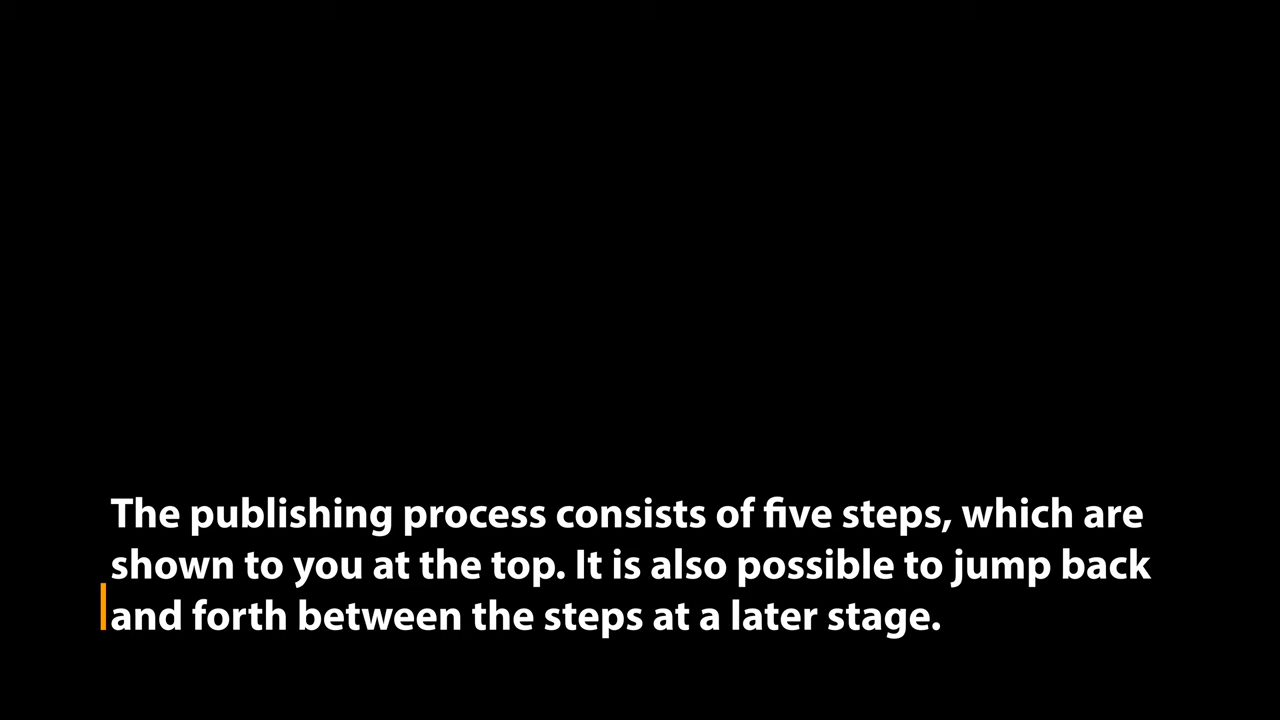 The publishing process consists of five steps, which are
shown to you at the top. It is also possible to jump back
and forth between the steps at a later stage.